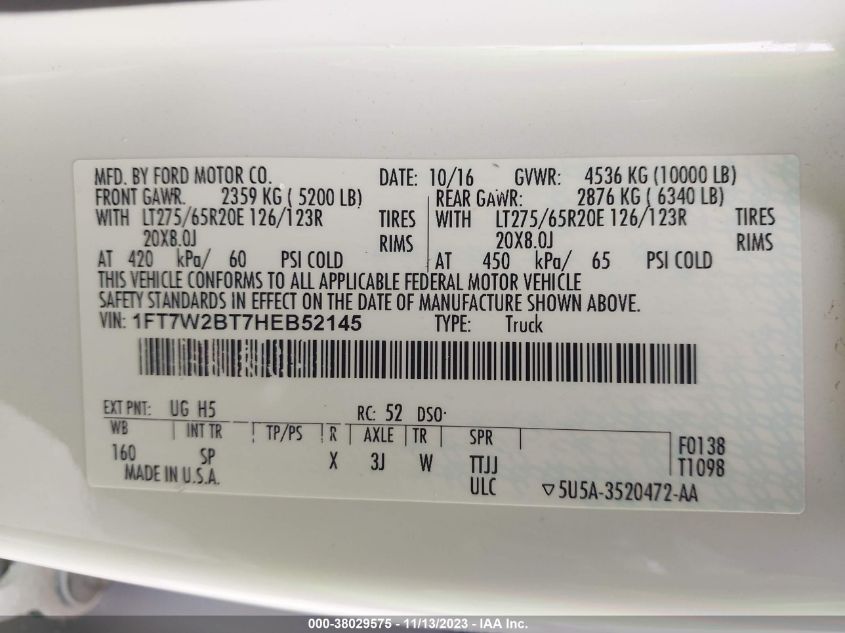 MFD. BY FORD MOTOR CO. DATE: 10/16 GVWR: 4536 KG (10000 LB)
FRONT GAWR: 2359 KG ( 5200 LB) REAR GAWR: 2876 KG ( 6340 LB)
WITH LT275/65R20E 126/123R TIRES WITH LT275/65R20E 126/123R TIRES
20X8.0J RIMS 20X8.0J RIMS
AT 420 kPa/ 60 PSI COLD AT 450 kPa/ 65 PSI COLD
THIS VEHICLE CONFORMS TO ALL APPLICABLE FEDERAL MOTOR VEHICLE
SAFETY STANDARDS IN EFFECT ON THE DATE OF MANUFACTURE SHOWN ABOVE.
VIN: 1FT7W2BT7HEB52145 TYPE: Truck
EXT PNT: UG H5 RC: 52 DSO:
WB INT TR TP/PS R AXLE TR SPR F0138
160 SP X 3J W TTJJ T1098
MADE IN U.S.A. ULC ▽5U5A-3520472-AA
000-38029575 - 11/13/2023 - IAA Inc.